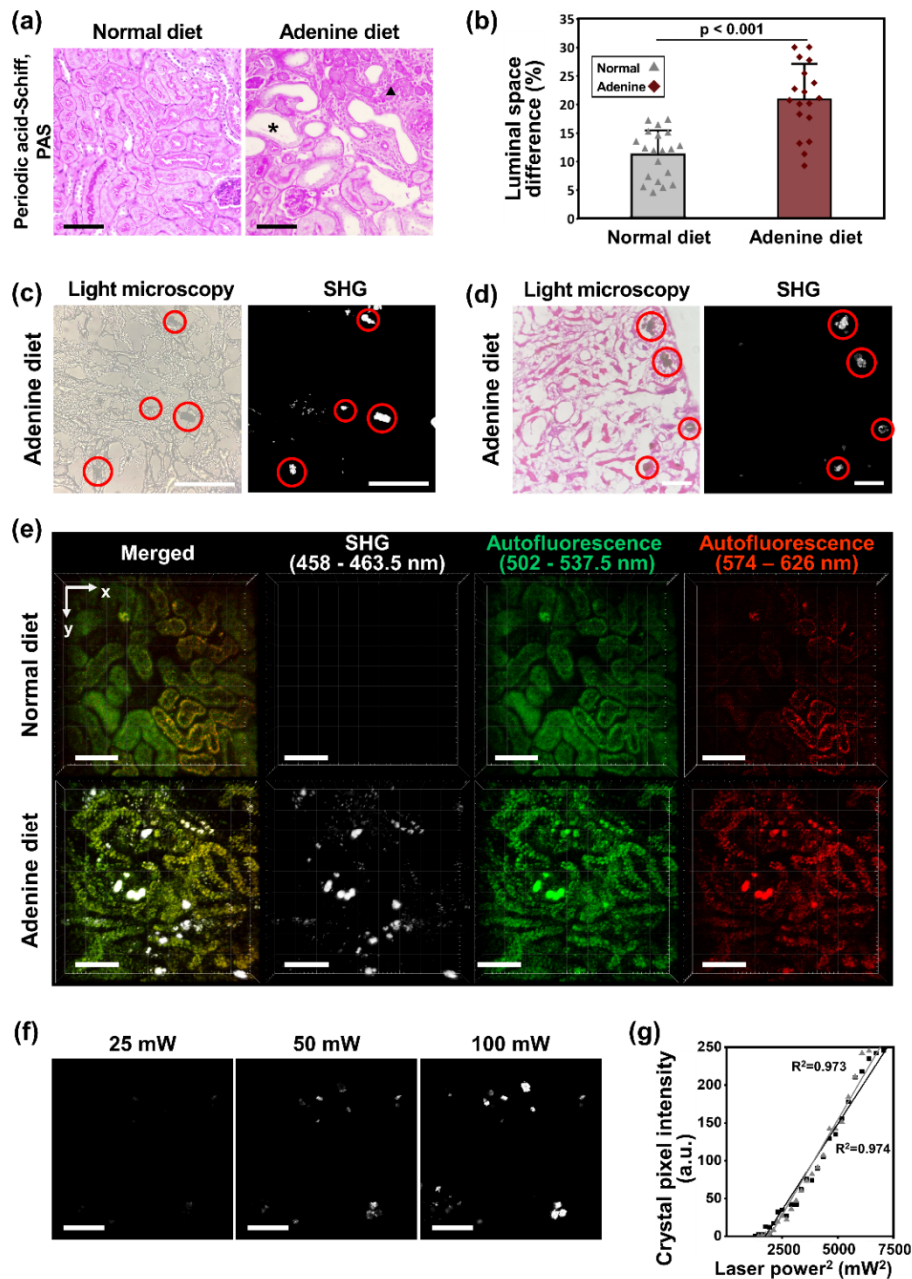 (a)
Normal diet
Adenine diet
Periodic acid-Schiff,
PAS
*
(b)
p < 0.001
Luminal space
difference (%)
35
30
25
20
15
10
5
0
Normal
Adenine
Normal diet
Adenine diet
(c)
Light microscopy
SHG
Adenine diet
(d)
Light microscopy
SHG
Adenine diet
(e)
Merged
SHG
(458 - 463.5 nm)
Autofluorescence
(502 - 537.5 nm)
Autofluorescence
(574 – 626 nm)
x
y
Normal diet
Adenine diet
(f)
25 mW
50 mW
100 mW
(g)
Crystal pixel intensity
(a.u.)
250
200
150
100
50
0
R²=0.973
R²=0.974
2500
5000
7500
Laser power² (mW²)